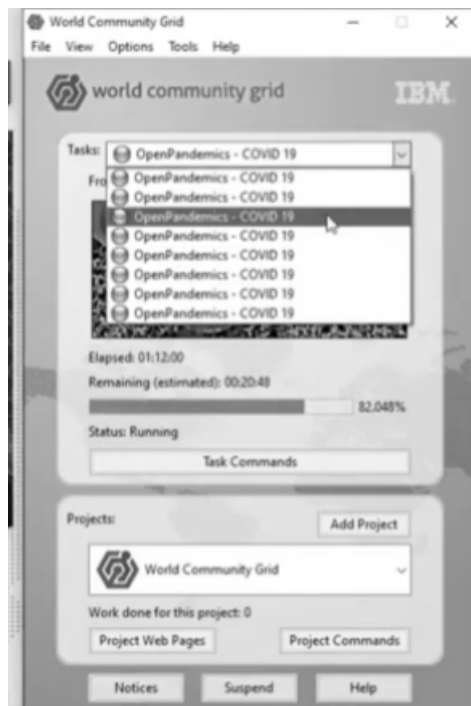 World Community Grid
File View Options Tools Help
world community grid IBM.
Tasks: OpenPandemics - COVID 19
Fro
OpenPandemics - COVID 19
OpenPandemics - COVID 19
OpenPandemics - COVID 19
OpenPandemics - COVID 19
OpenPandemics - COVID 19
OpenPandemics - COVID 19
OpenPandemics - COVID 19
OpenPandemics - COVID 19
Elapsed: 01:12:00
Remaining (estimated): 00:20:48
82.048%
Status: Running
Task Commands
Projects: Add Project
World Community Grid
Work done for this project: 0
Project Web Pages Project Commands
Notices Suspend Help